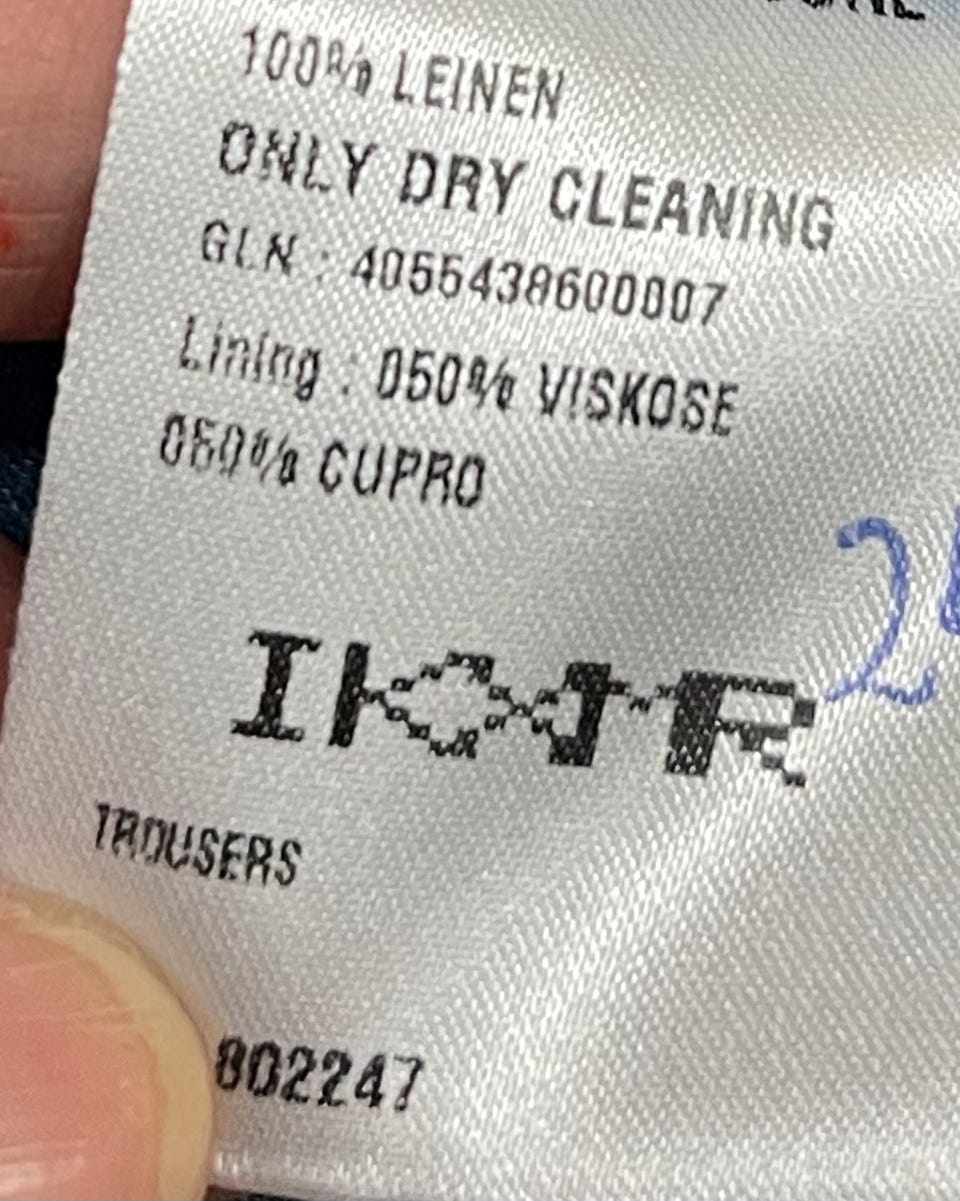 100% LEINEN
ONLY DRY CLEANING
GLN : 4055438600007
Lining : 050% VISKOSE
050% CUPRO
TROUSERS
802247